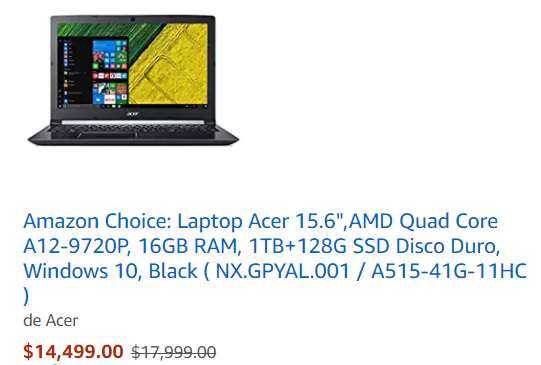 acer
Amazon Choice: Laptop Acer 15.6",AMD Quad Core
A12-9720P, 16GB RAM, 1TB+128G SSD Disco Duro,
Windows 10, Black ( NX.GPYAL.001 / A515-41G-11HC
)
de Acer
$14,499.00 $17,999.00